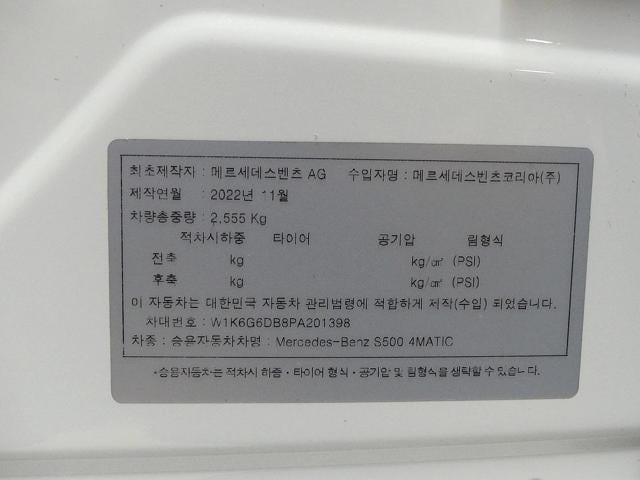 최초제작자 : 메르세데스벤츠 AG 수입자명 : 메르세데스벤츠코리아(주)
제작연월 : 2022년 11월
차량총중량 : 2,555 Kg
적차시하중 타이어 공기압 림형식
전축 kg kg/㎠ (PSI)
후축 kg kg/㎠ (PSI)
이 자동차는 대한민국 자동차 관리법령에 적합하게 제작(수입) 되었습니다.
차대번호 : W1K6G6DB8PA201398
차종 : 승용자동차차명 : Mercedes-Benz S500 4MATIC
*승용자동차는 적차시 하중 · 타이어 형식 · 공기압 및 림형식을 생략할 수 있습니다.